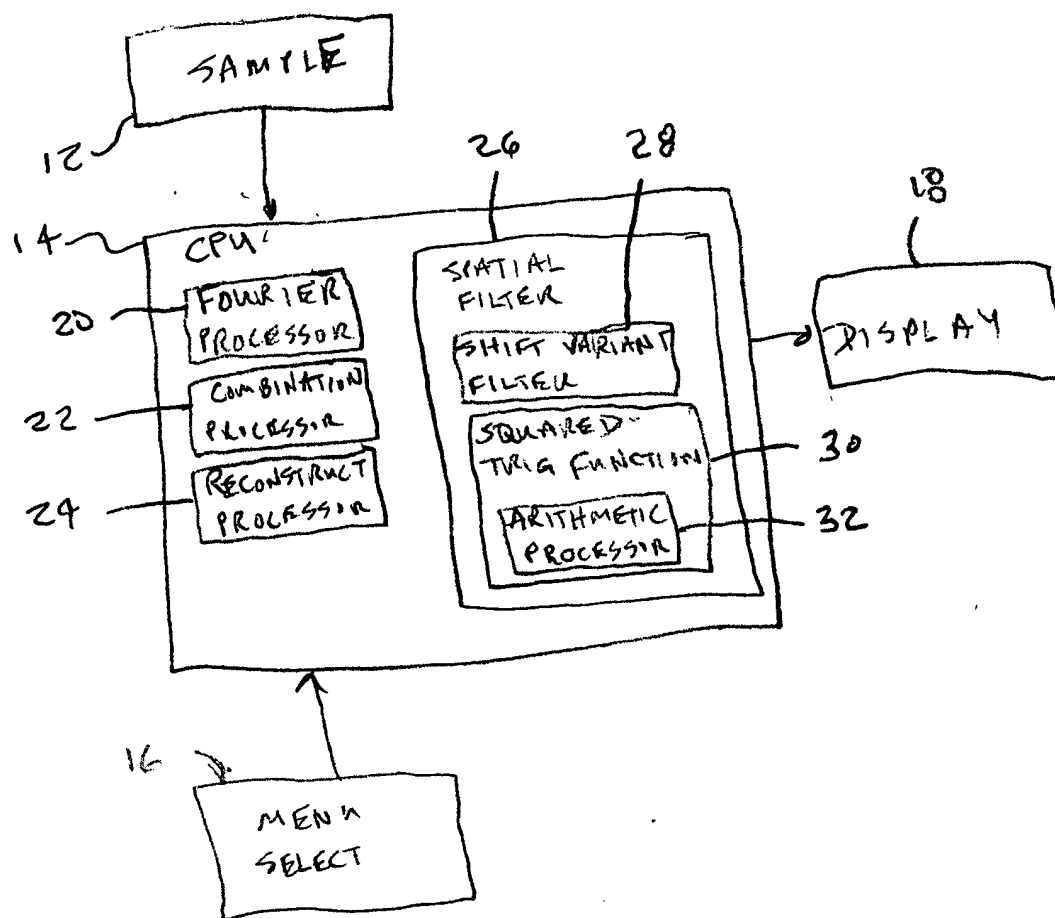 SAMPLE
12
26
28
18
14
CPU
SPATIAL
FILTER
FOURIER
PROCESSOR
20
SHIFT VARIANT
FILTER
DISPLAY
COMBINATION
PROCESSOR
22
SQUARED
TRIG FUNCTION
30
RECONSTRUCT
PROCESSOR
24
ARITHMETIC
PROCESSOR
32
16
MENU
SELECT